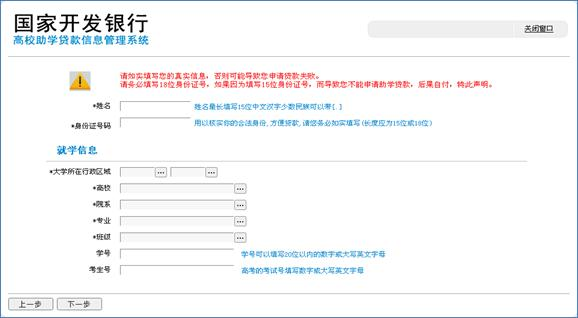 国家开发银行
高校助学贷款信息管理系统
关闭窗口
请如实填写您的真实信息，否则可能导致您申请贷款失败。
请务必填写18位身份证号，如果因为填写15位身份证号，而导致您不能申请助学贷款，后果自付，特此声明。
*姓名 姓名最长填写15位中文汉字少数民族可以带[.]
*身份证号码 用以核实你的合法身份,方便贷款,请您务必如实填写(长度应为15位或18位)
就学信息
*大学所在行政区域 ... ...
*高校 ...
*院系 ...
*专业 ...
*班级 ...
学号 学号可以填写20位以内的数字或大写英文字母
考生号 高考的考试号填写数字或大写英文字母
上一步 下一步